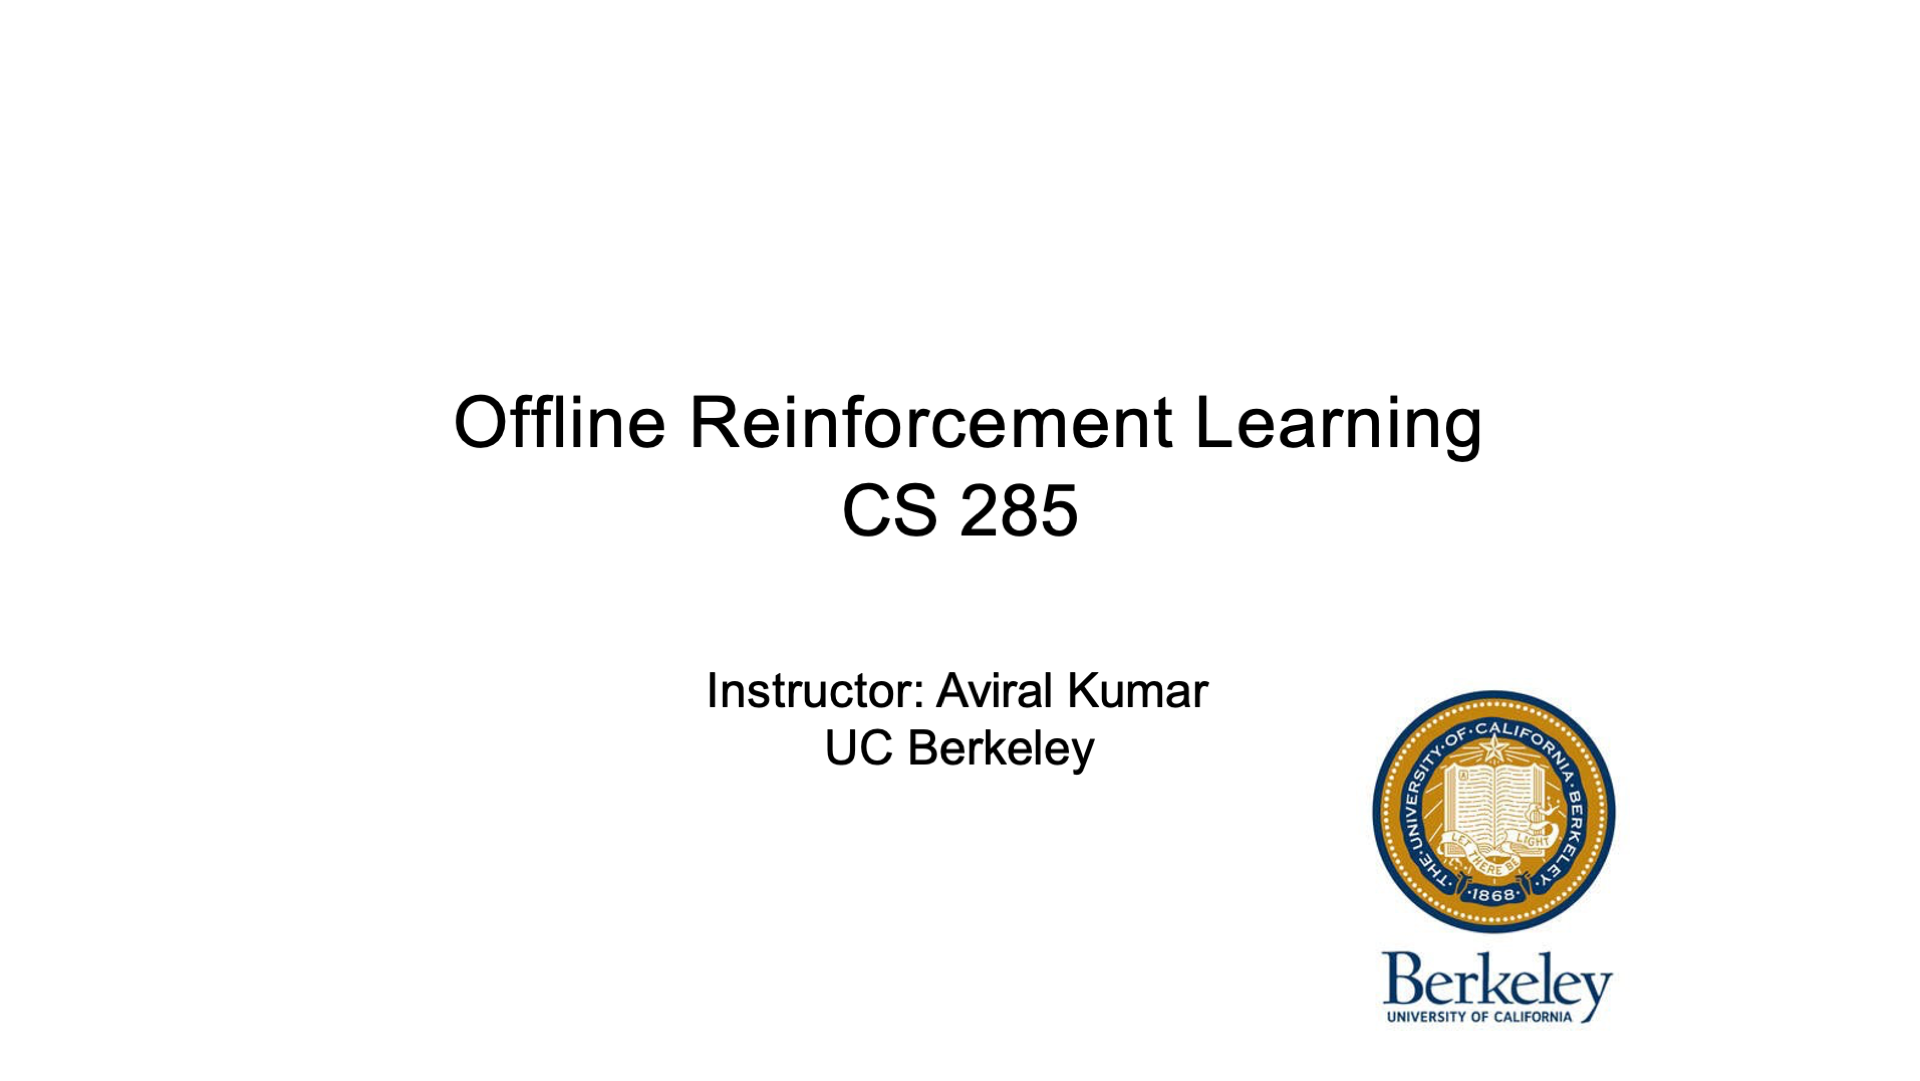 Offline Reinforcement Learning
CS 285
Instructor: Aviral Kumar
UC Berkeley
THE·UNIVERSITY·OF·CALIFORNIA·BERKELEY
A
LET THERE BE LIGHT
·1868·
Berkeley
UNIVERSITY OF CALIFORNIA